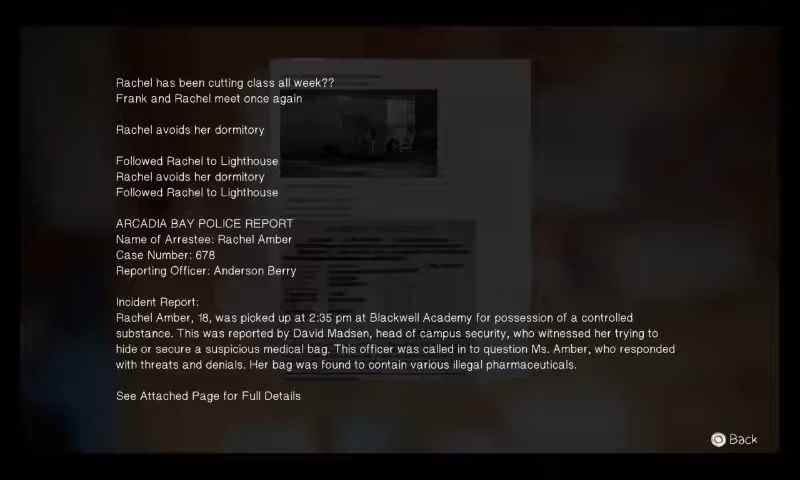 Rachel has been cutting class all week??
Frank and Rachel meet once again
Rachel avoids her dormitory
Followed Rachel to Lighthouse
Rachel avoids her dormitory
Followed Rachel to Lighthouse
ARCADIA BAY POLICE REPORT
Name of Arrestee: Rachel Amber
Case Number: 678
Reporting Officer: Anderson Berry
Incident Report:
Rachel Amber, 18, was picked up at 2:35 pm at Blackwell Academy for possession of a controlled
substance. This was reported by David Madsen, head of campus security, who witnessed her trying to
hide or secure a suspicious medical bag. This officer was called in to question Ms. Amber, who responded
with threats and denials. Her bag was found to contain various illegal pharmaceuticals.
See Attached Page for Full Details
Back